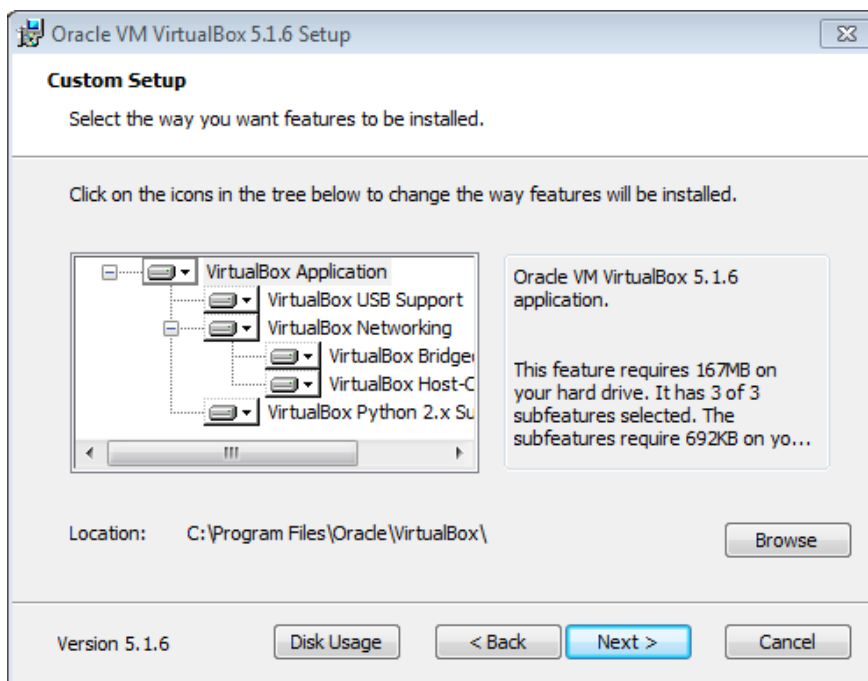 Oracle VM VirtualBox 5.1.6 Setup
Custom Setup
Select the way you want features to be installed.
Click on the icons in the tree below to change the way features will be installed.
VirtualBox Application
VirtualBox USB Support
VirtualBox Networking
VirtualBox Bridge
VirtualBox Host-C
VirtualBox Python 2.x Su
Oracle VM VirtualBox 5.1.6
application.
This feature requires 167MB on
your hard drive. It has 3 of 3
subfeatures selected. The
subfeatures require 692KB on yo...
Location: C:\Program Files\Oracle\VirtualBox\
Browse
Version 5.1.6
Disk Usage
< Back
Next >
Cancel